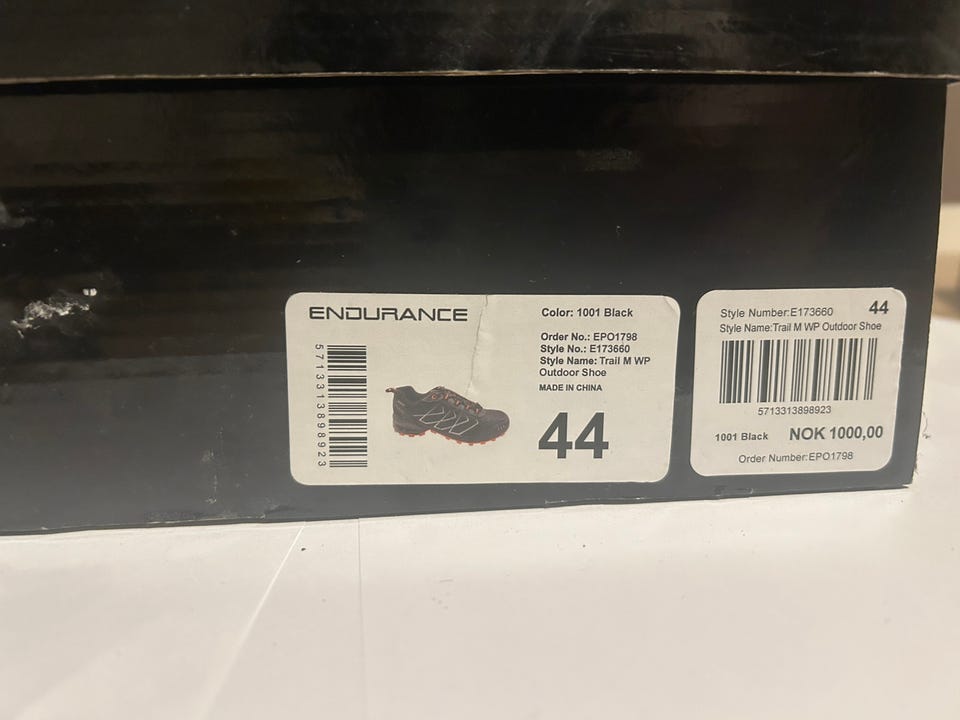 ENDURANCE
5713313898923
Color: 1001 Black
Order No.: EPO1798
Style No.: E173660
Style Name: Trail M WP
Outdoor Shoe
MADE IN CHINA
44
Style Number:E173660 44
Style Name:Trail M WP Outdoor Shoe
5713313898923
1001 Black NOK 1000,00
Order Number:EPO1798